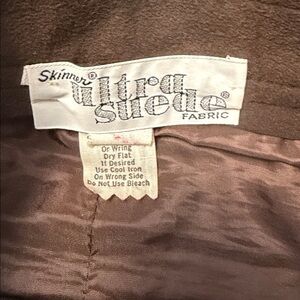 Skinner®
ultra
suede®
FABRIC
Or Wring
Dry Flat
If Desired
Use Cool Iron
On Wrong Side
Do Not Use Bleach